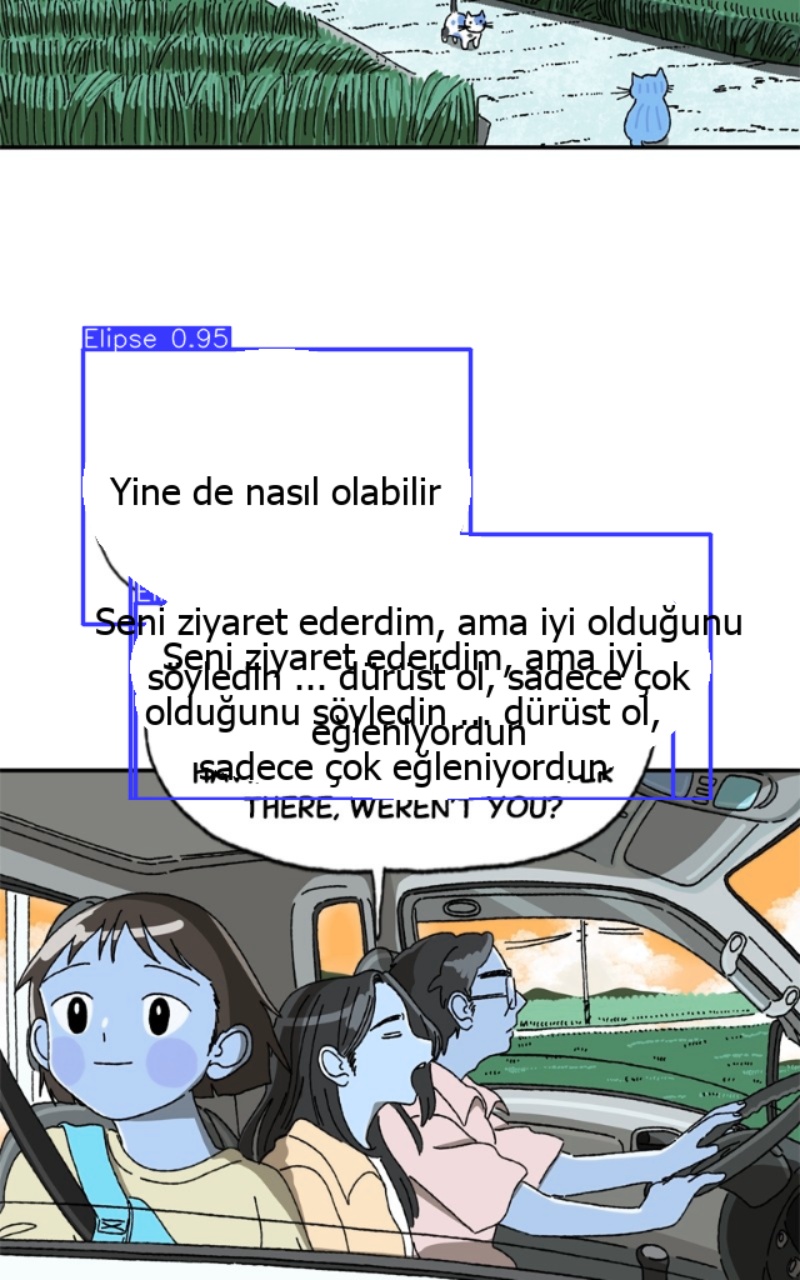 Elipse 0.95
Yine de nasıl olabilir
Seni ziyaret ederdim, ama iyi olduğunu
söyledin ... dürüst ol, sadece çok
eğleniyordun
Seni ziyaret ederdim, ama iyi
olduğunu söyledin ... dürüst ol,
sadece çok eğleniyordun
THERE, WEREN'T YOU?